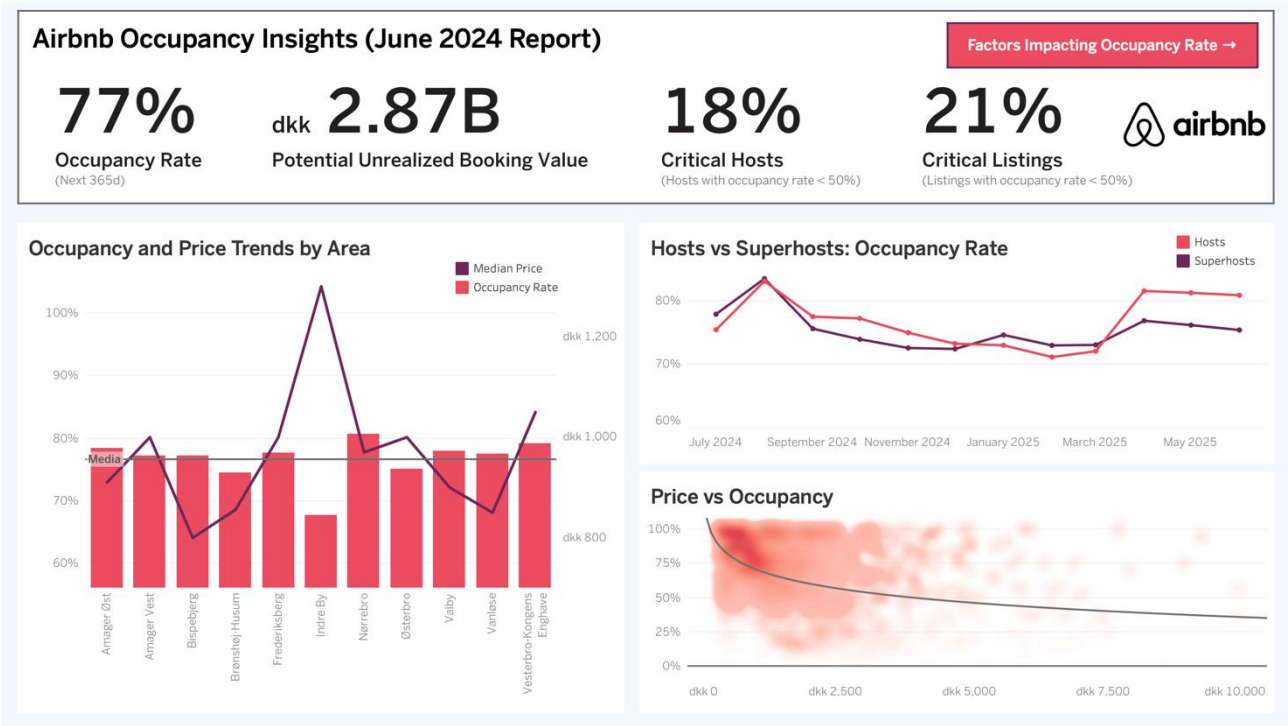 Airbnb Occupancy Insights (June 2024 Report)
Factors Impacting Occupancy Rate →
77%
Occupancy Rate
(Next 365d)
dkk 2.87B
Potential Unrealized Booking Value
18%
Critical Hosts
(Hosts with occupancy rate < 50%)
21%
Critical Listings
(Listings with occupancy rate < 50%)
airbnb
Occupancy and Price Trends by Area
Median Price
Occupancy Rate
100%
90%
80%
70%
60%
Media
dkk 1,200
dkk 1,000
dkk 800
Amager Øst
Amager Vest
Bispebjerg
Brønshøj-Husum
Frederiksberg
Indre By
Nørrebro
Østerbro
Valby
Vanløse
Vesterbro-Kongens
Enghave
Hosts vs Superhosts: Occupancy Rate
Hosts
Superhosts
80%
70%
60%
July 2024
September 2024
November 2024
January 2025
March 2025
May 2025
Price vs Occupancy
100%
75%
50%
25%
0%
dkk 0
dkk 2,500
dkk 5,000
dkk 7,500
dkk 10,000